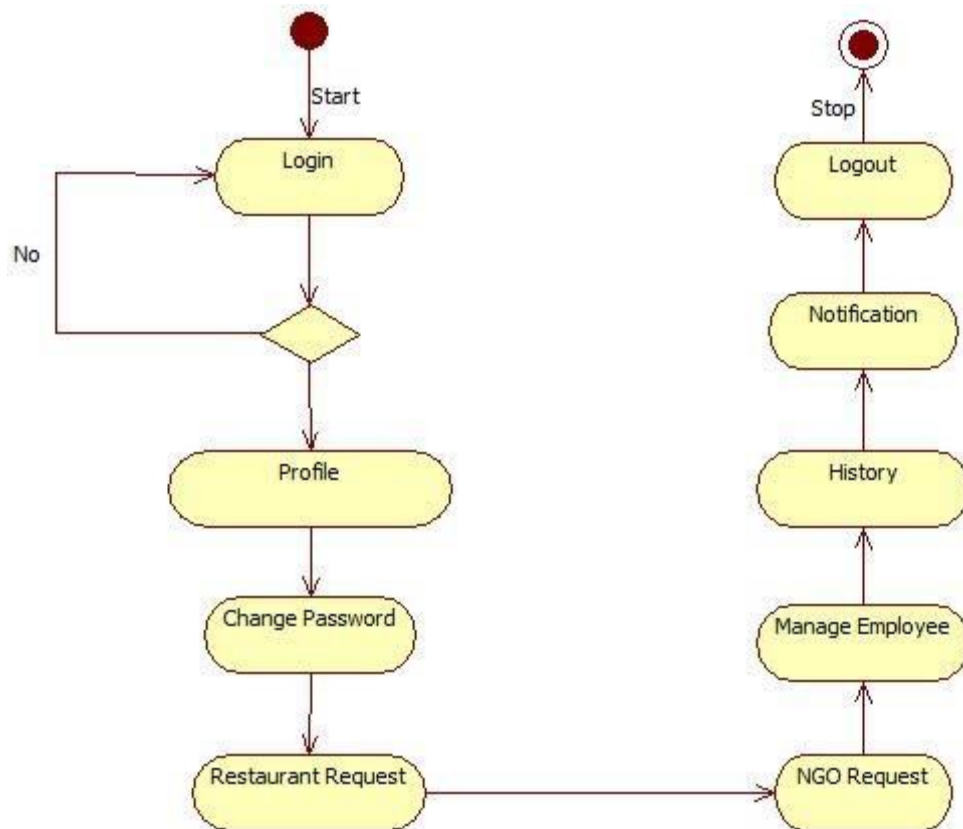 Start
Login
No
Profile
Change Password
Restaurant Request
NGO Request
Manage Employee
History
Notification
Logout
Stop